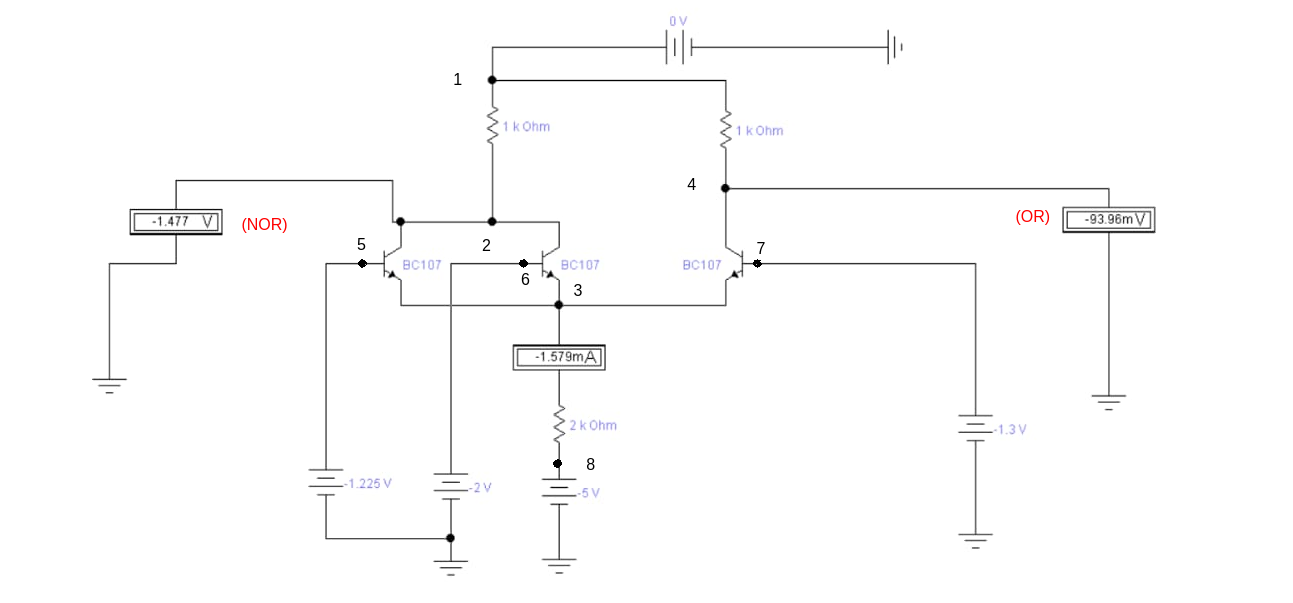 0 V
1
1 k Ohm
1 k Ohm
4
-1.477 V
(NOR)
(OR)
-93.96m V
5
2
7
BC107
BC107
BC107
6
3
-1.579m A
2 k Ohm
-1.3 V
8
-1.225 V
-2 V
-5 V